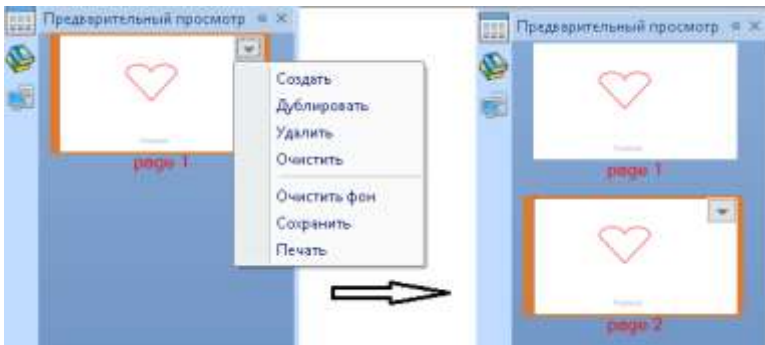 Предварительный просмотр
page 1
Создать
Дублировать
Удалить
Очистить
Очистить фон
Сохранить
Печать
Предварительный просмотр
page 1
page 2